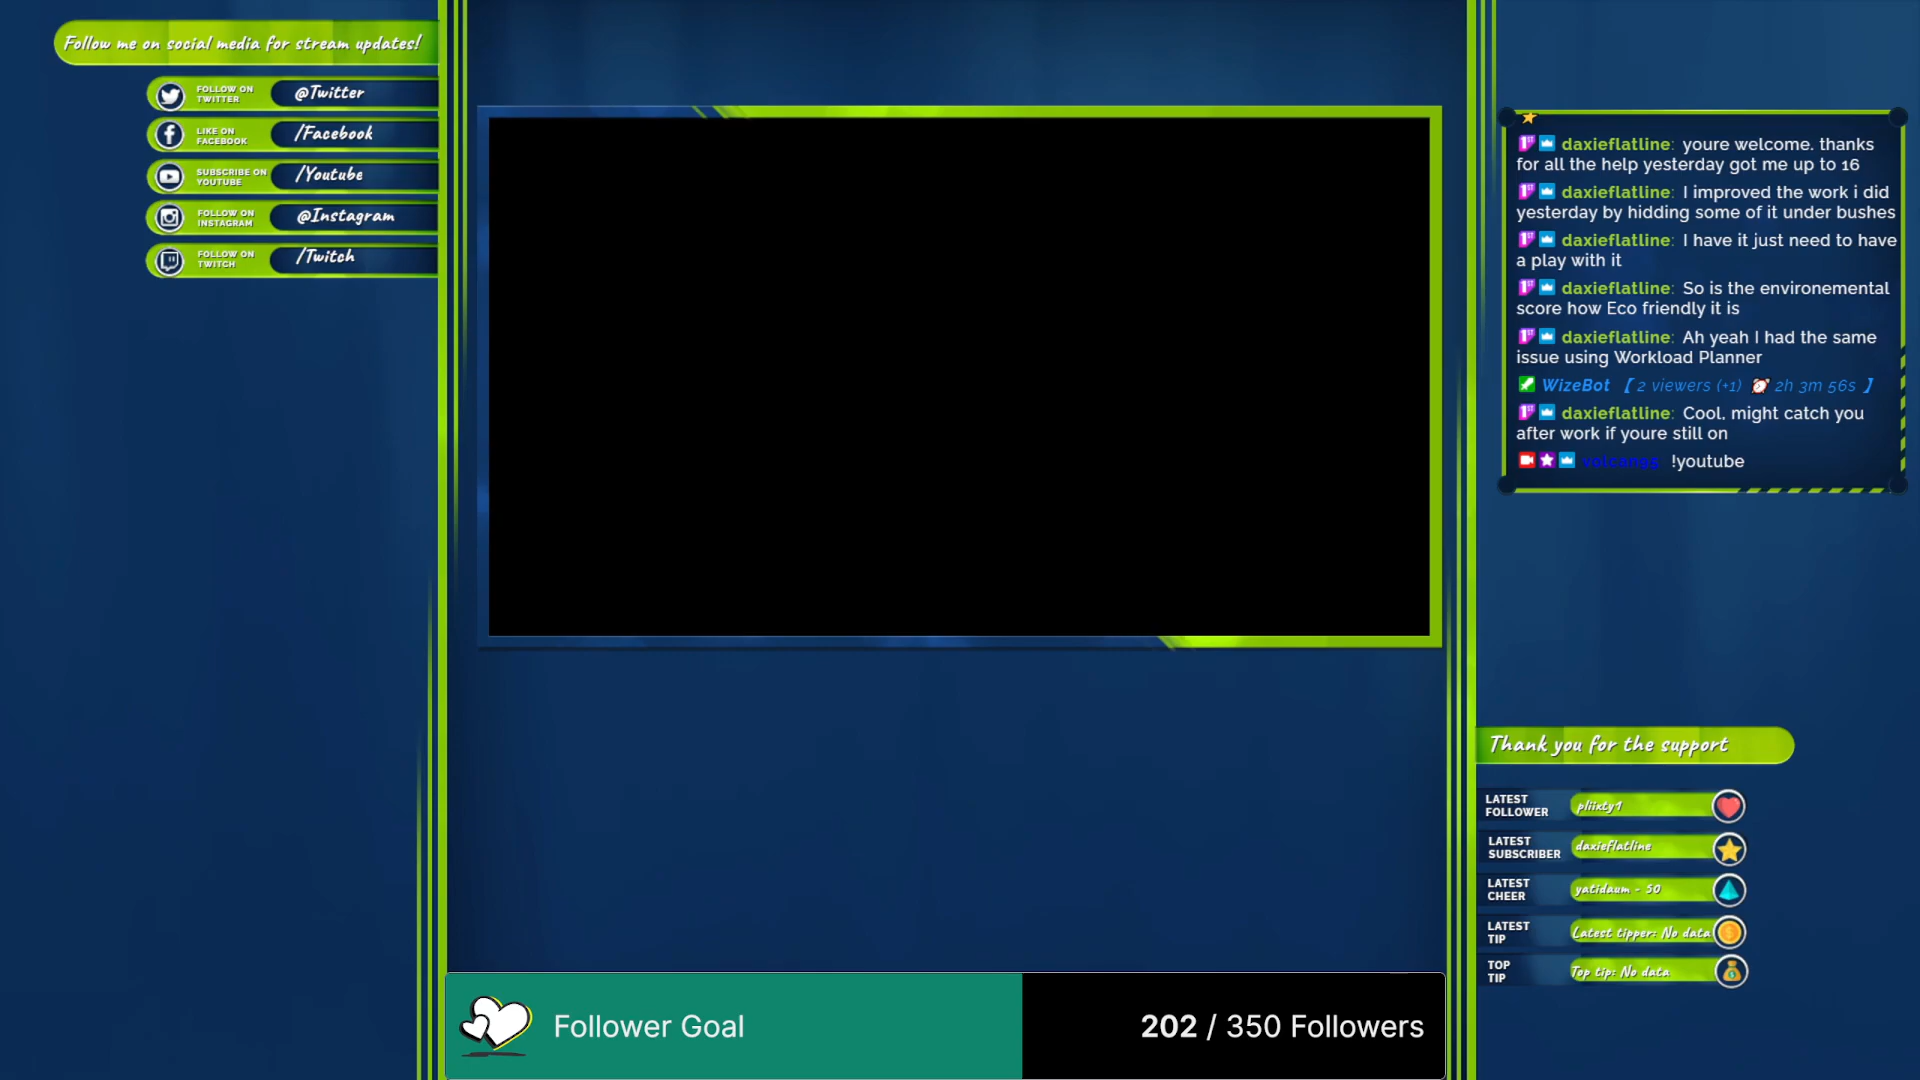 Follow me on social media for stream updates!
FOLLOW ON
TWITTER
@Twitter
LIKE ON
FACEBOOK
/Facebook
SUBSCRIBE ON
YOUTUBE
/Youtube
FOLLOW ON
INSTAGRAM
@Instagram
FOLLOW ON
TWITCH
/Twitch
daxieflatline: youre welcome. thanks
for all the help yesterday got me up to 16
daxieflatline: I improved the work i did
yesterday by hidding some of it under bushes
daxieflatline: I have it just need to have
a play with it
daxieflatline: So is the environemental
score how Eco friendly it is
daxieflatline: Ah yeah I had the same
issue using Workload Planner
WizeBot 【 2 viewers (+1) ⏰ 2h 3m 56s 】
daxieflatline: Cool, might catch you
after work if youre still on
!youtube
Thank you for the support
LATEST
FOLLOWER
pliixty1
LATEST
SUBSCRIBER
daxieflatline
LATEST
CHEER
yatidaum - 50
LATEST
TIP
Latest tipper: No data
TOP
TIP
Top tip: No data
Follower Goal
202 / 350 Followers